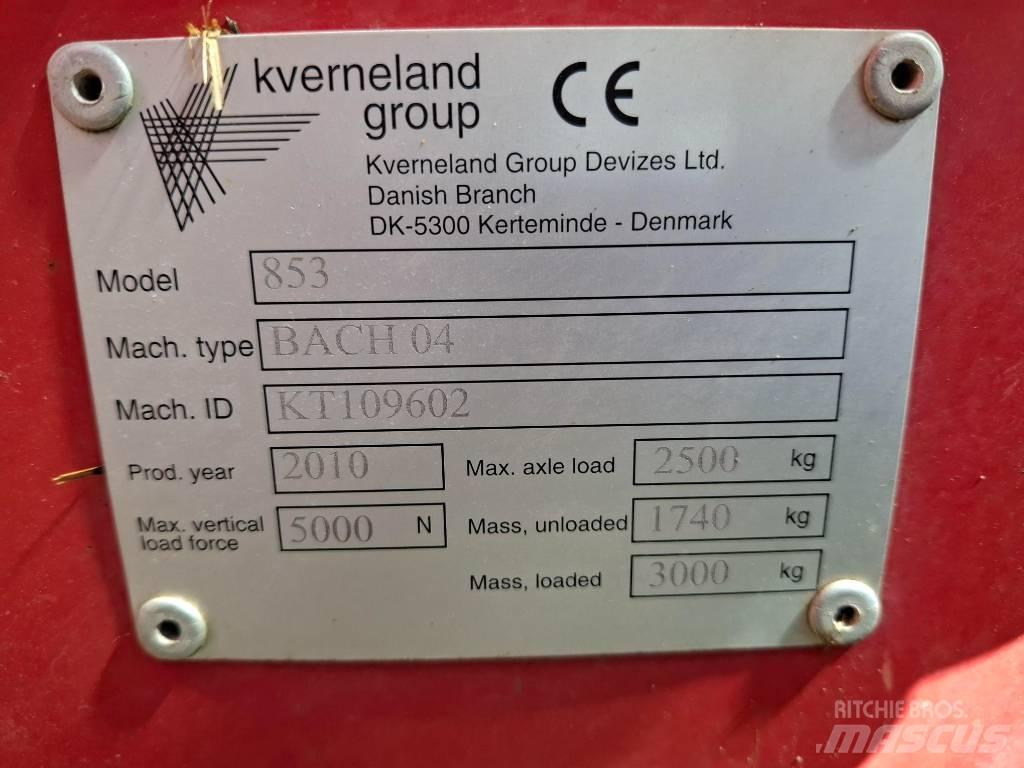 kverneland
group
CE
Kverneland Group Devizes Ltd.
Danish Branch
DK-5300 Kerteminde - Denmark
Model 853
Mach. type BACH 04
Mach. ID KT109602
Prod. year 2010 Max. axle load 2500 kg
Max. vertical
load force 5000 N Mass, unloaded 1740 kg
Mass, loaded 3000 kg
RITCHIE BROS.
MASCUS